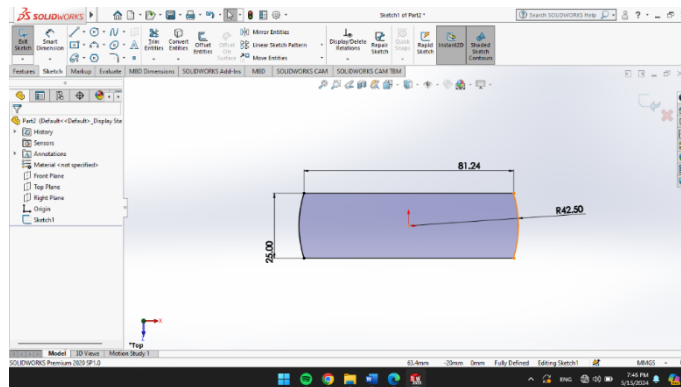 SOLIDWORKS
Sketch1 of Part2 *
Search SOLIDWORKS Help
Exit Sketch
Smart Dimension
Trim Entities
Convert Entities
Offset Entities
Offset On Surface
Mirror Entities
Linear Sketch Pattern
Move Entities
Display/Delete Relations
Repair Sketch
Quick Snaps
Rapid Sketch
Instant2D
Shaded Sketch Contours
Features Sketch Markup Evaluate MBD Dimensions SOLIDWORKS Add-Ins MBD SOLIDWORKS CAM SOLIDWORKS CAM TBM
Part2 (Default<<Default>_Display Ste
History
Sensors
Annotations
Material <not specified>
Front Plane
Top Plane
Right Plane
Origin
Sketch1
81.24
R42.50
25.00
*Top
Model 3D Views Motion Study 1
SOLIDWORKS Premium 2020 SP1.0
63.4mm -20mm 0mm Fully Defined Editing Sketch1 MMGS
ENG
7:46 PM
5/15/2024